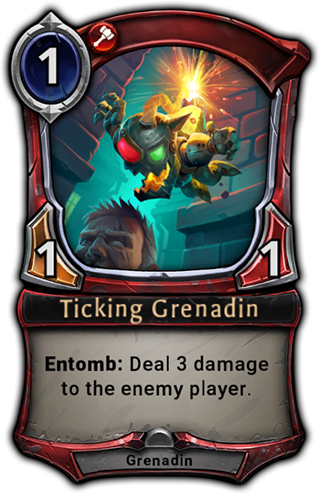 1
1
1
Ticking Grenadin
Entomb: Deal 3 damage
to the enemy player.
Grenadin